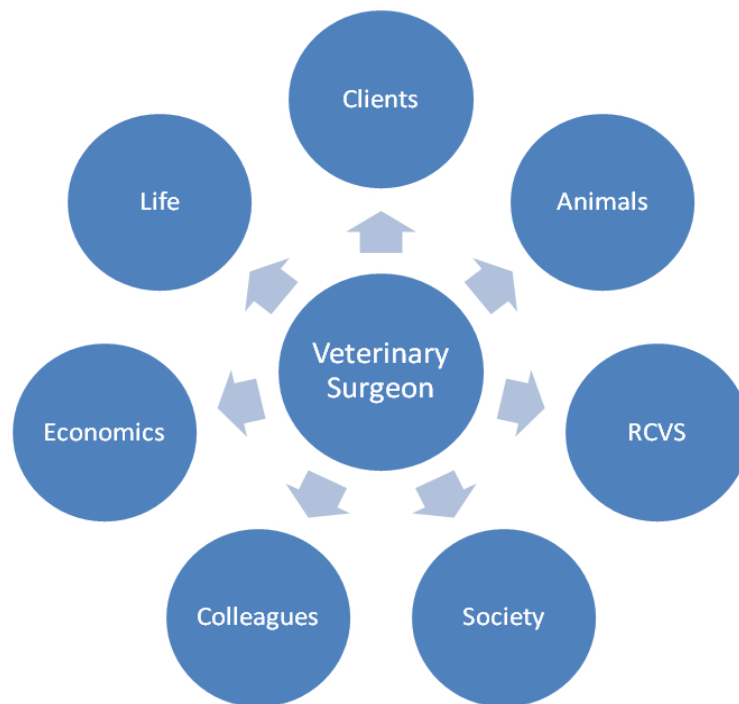 Clients
Animals
RCVS
Society
Colleagues
Economics
Life
Veterinary
Surgeon